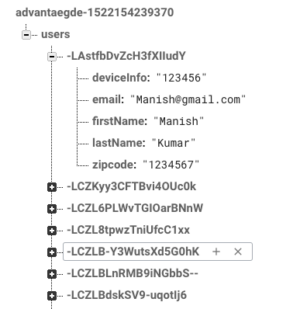 advantaegde-1522154239370
users
-LAstfbDvZcH3fXIIudY
deviceInfo: "123456"
email: "Manish@gmail.com"
firstName: "Manish"
lastName: "Kumar"
zipcode: "1234567"
-LCZKyy3CFTBvi4OUc0k
-LCZL6PLWvTGIOarBNnW
-LCZL8tpwzTniUfcC1xx
-LCZLB-Y3WutsXd5G0hK + ×
-LCZLBLnRMB9iNGbbS--
-LCZLBdskSV9-uqotIj6